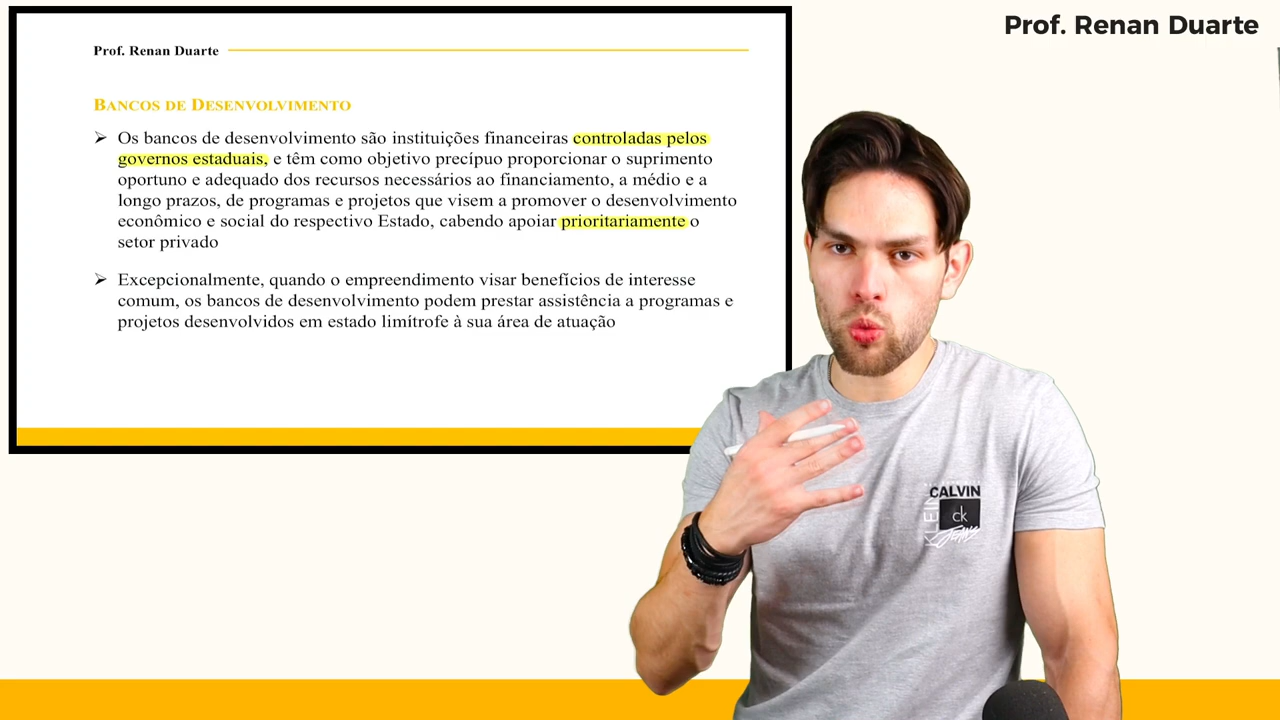 Prof. Renan Duarte
Prof. Renan Duarte
BANCOS DE DESENVOLVIMENTO
➢ Os bancos de desenvolvimento são instituições financeiras controladas pelos
governos estaduais, e têm como objetivo precípuo proporcionar o suprimento
oportuno e adequado dos recursos necessários ao financiamento, a médio e a
longo prazos, de programas e projetos que visem a promover o desenvolvimento
econômico e social do respectivo Estado, cabendo apoiar prioritariamente o
setor privado
➢ Excepcionalmente, quando o empreendimento visar benefícios de interesse
comum, os bancos de desenvolvimento podem prestar assistência a programas e
projetos desenvolvidos em estado limítrofe à sua área de atuação
CALVIN
KLEIN
ck
Jeans